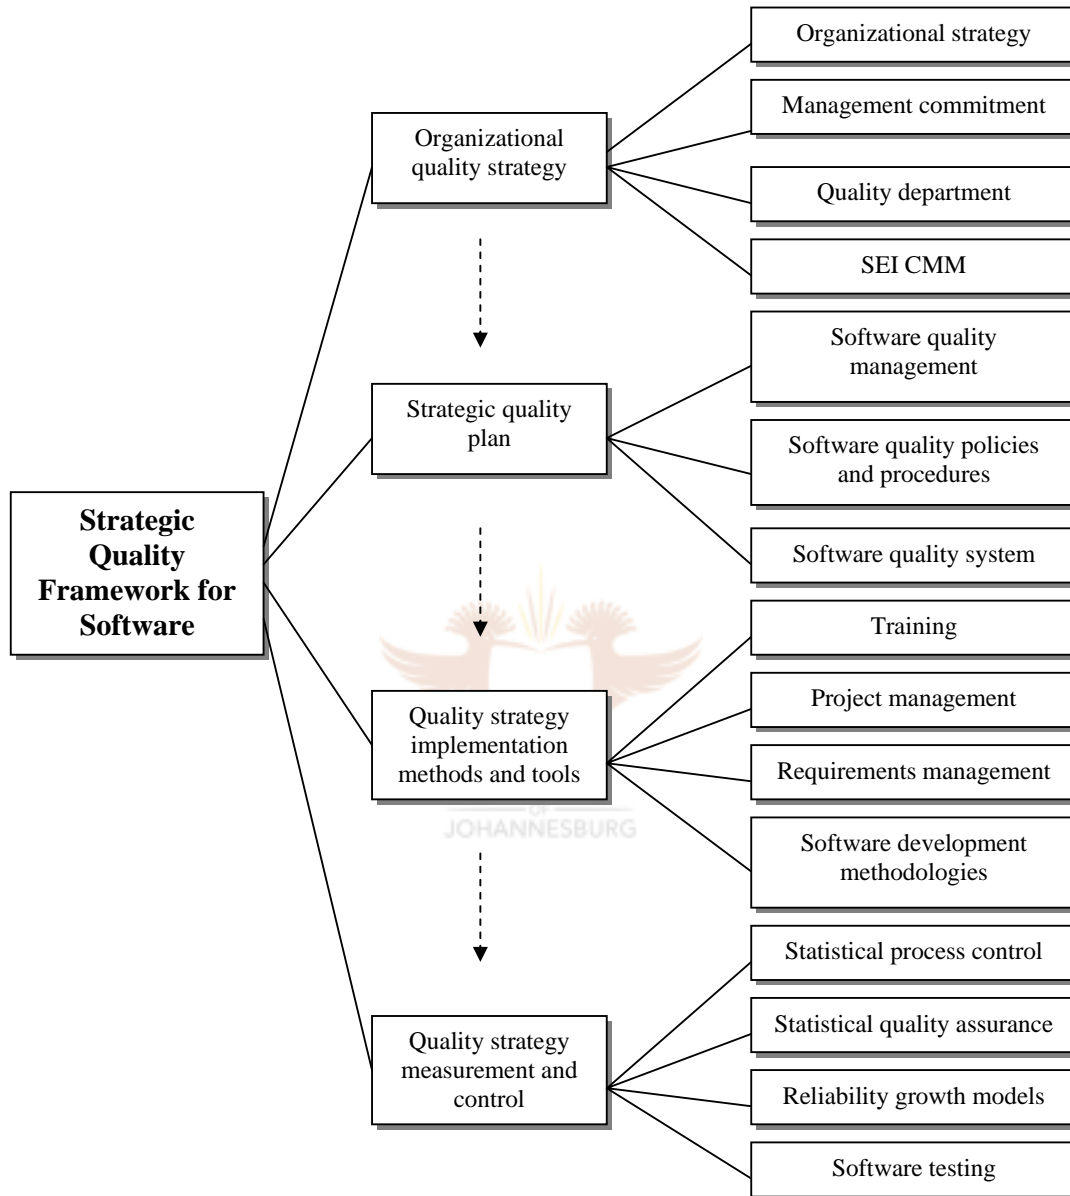 Strategic
Quality
Framework for
Software
Organizational
quality strategy
Organizational strategy
Management commitment
Quality department
SEI CMM
Strategic quality
plan
Software quality
management
Software quality policies
and procedures
Software quality system
Quality strategy
implementation
methods and tools
Training
Project management
Requirements management
Software development
methodologies
Quality strategy
measurement and
control
Statistical process control
Statistical quality assurance
Reliability growth models
Software testing
OF
JOHANNESBURG